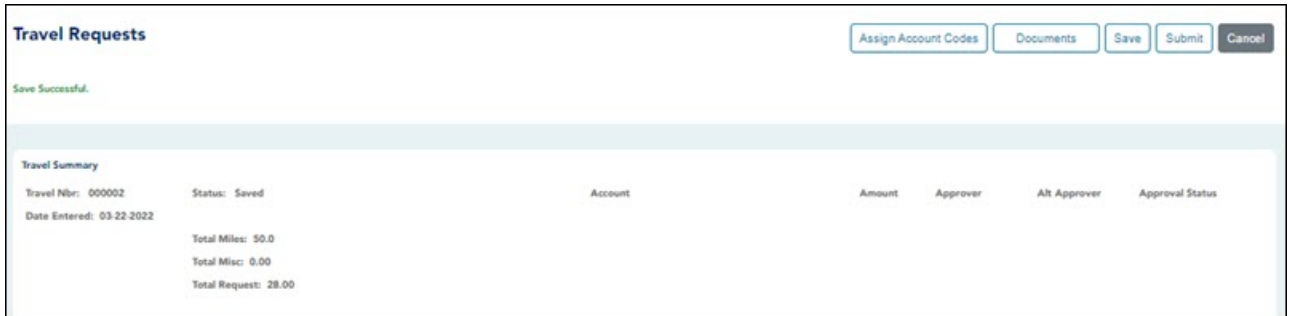 Travel Requests
Assign Account Codes Documents Save Submit Cancel
Save Successful.
Travel Summary
Travel Nbr: 000002 Status: Saved Account Amount Approver Alt Approver Approval Status
Date Entered: 03-22-2022
Total Miles: 50.0
Total Misc: 0.00
Total Request: 28.00